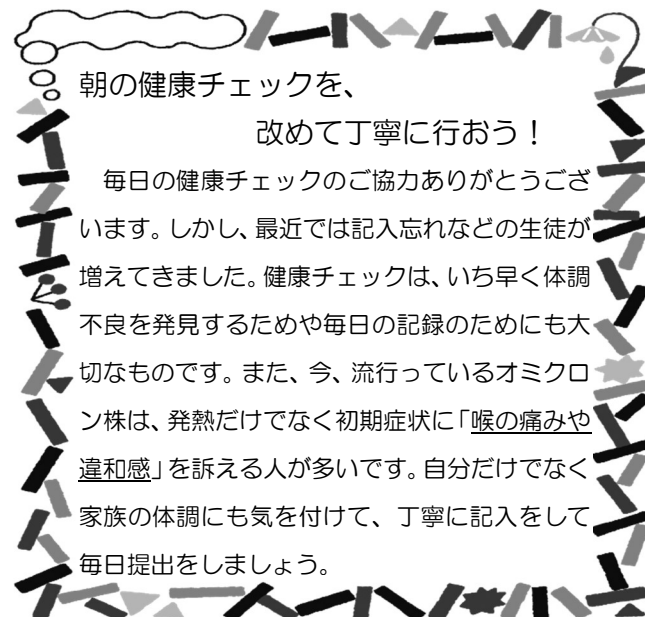 朝の健康チェックを、
改めて丁寧に行おう！
毎日の健康チェックのご協力ありがとうござ
います。しかし、最近では記入忘れなどの生徒が
増えてきました。健康チェックは、いち早く体調
不良を発見するためや毎日の記録のためにも大
切なものです。また、今、流行っているオミクロ
ン株は、発熱だけでなく初期症状に「喉の痛みや
違和感」を訴える人が多いです。自分だけでなく
家族の体調にも気を付けて、丁寧に記入をして
毎日提出をしましょう。